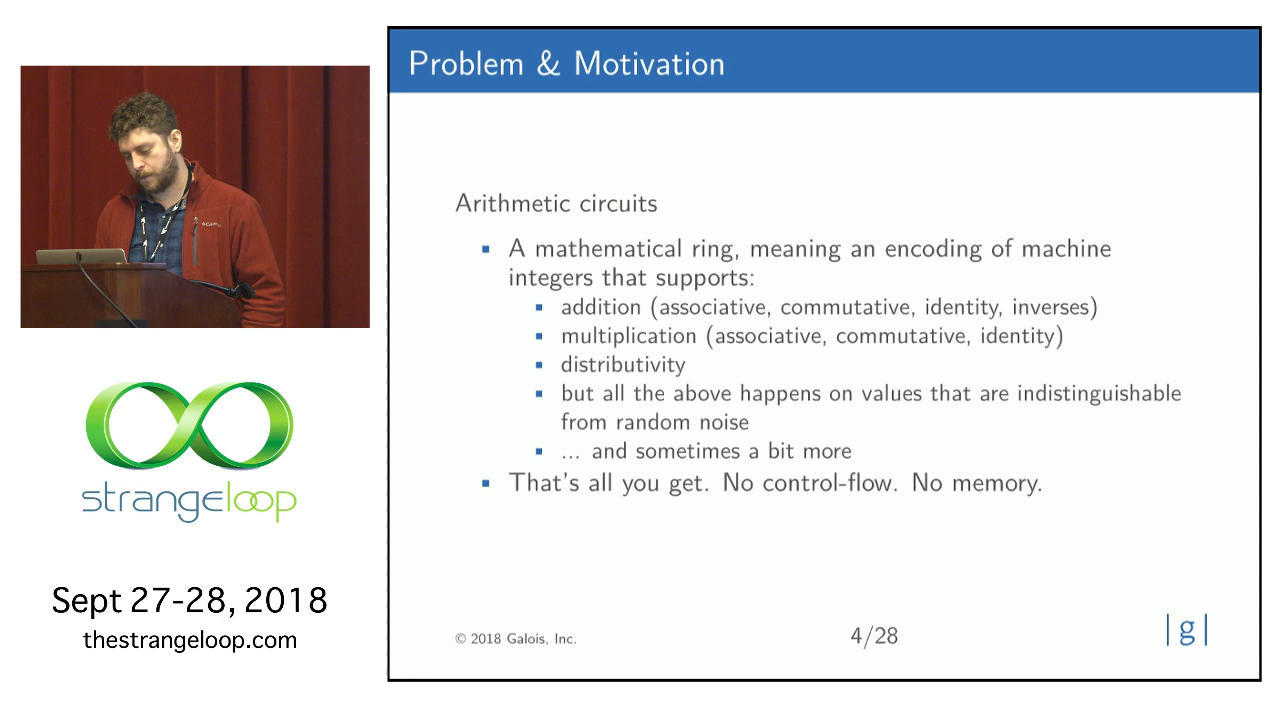 Problem & Motivation
Arithmetic circuits
▪ A mathematical ring, meaning an encoding of machine
integers that supports:
▪ addition (associative, commutative, identity, inverses)
▪ multiplication (associative, commutative, identity)
▪ distributivity
▪ but all the above happens on values that are indistinguishable
from random noise
▪ ... and sometimes a bit more
▪ That's all you get. No control-flow. No memory.
© 2018 Galois, Inc.
4/28
|g|
strangeloop
Sept 27-28, 2018
thestrangeloop.com